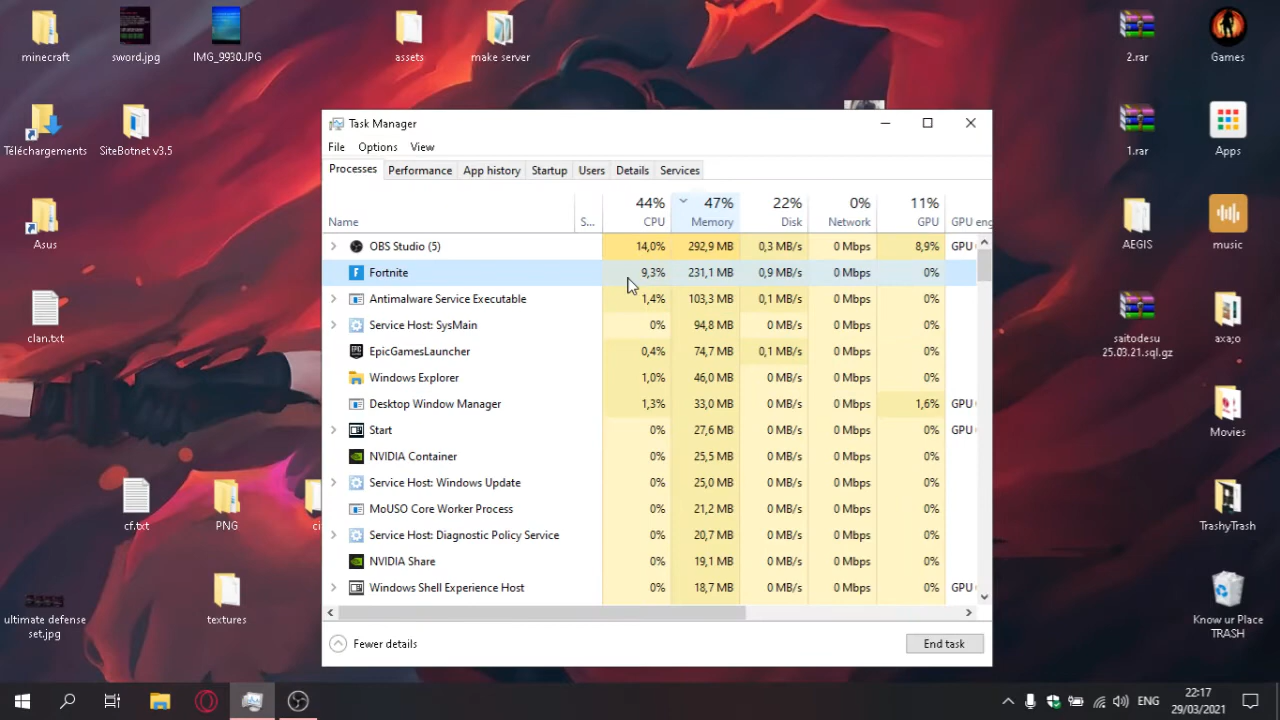 minecraft
sword.jpg
IMG_9930.JPG
assets
make server
2.rar
Games
Téléchargements
SiteBotnet v3.5
1.rar
Apps
Asus
AEGIS
music
clan.txt
saitodesu
25.03.21.sql.gz
axa;o
Movies
cf.txt
PNG
ci
TrashyTrash
ultimate defense
set.jpg
textures
Know ur Place
TRASH
Task Manager
File Options View
Processes Performance App history Startup Users Details Services
44% 47% 22% 0% 11%
Name S... CPU Memory Disk Network GPU GPU eng
OBS Studio (5) 14,0% 292,9 MB 0,3 MB/s 0 Mbps 8,9% GPU
Fortnite 9,3% 231,1 MB 0,9 MB/s 0 Mbps 0%
Antimalware Service Executable 1,4% 103,3 MB 0,1 MB/s 0 Mbps 0%
Service Host: SysMain 0% 94,8 MB 0 MB/s 0 Mbps 0%
EpicGamesLauncher 0,4% 74,7 MB 0,1 MB/s 0 Mbps 0%
Windows Explorer 1,0% 46,0 MB 0 MB/s 0 Mbps 0%
Desktop Window Manager 1,3% 33,0 MB 0 MB/s 0 Mbps 1,6% GPU
Start 0% 27,6 MB 0 MB/s 0 Mbps 0% GPU
NVIDIA Container 0% 25,5 MB 0 MB/s 0 Mbps 0%
Service Host: Windows Update 0% 25,0 MB 0 MB/s 0 Mbps 0%
MoUSO Core Worker Process 0% 21,2 MB 0 MB/s 0 Mbps 0%
Service Host: Diagnostic Policy Service 0% 20,7 MB 0 MB/s 0 Mbps 0%
NVIDIA Share 0% 19,1 MB 0 MB/s 0 Mbps 0%
Windows Shell Experience Host 0% 18,7 MB 0 MB/s 0 Mbps 0% GPU
Fewer details
End task
ENG
22:17
29/03/2021